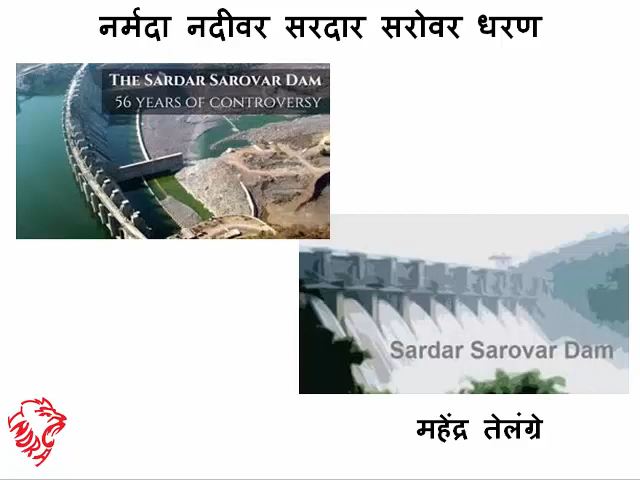 नर्मदा नदीवर सरदार सरोवर धरण
THE SARDAR SAROVAR DAM
56 YEARS OF CONTROVERSY
Sardar Sarovar Dam
महेंद्र तेलंग्रे